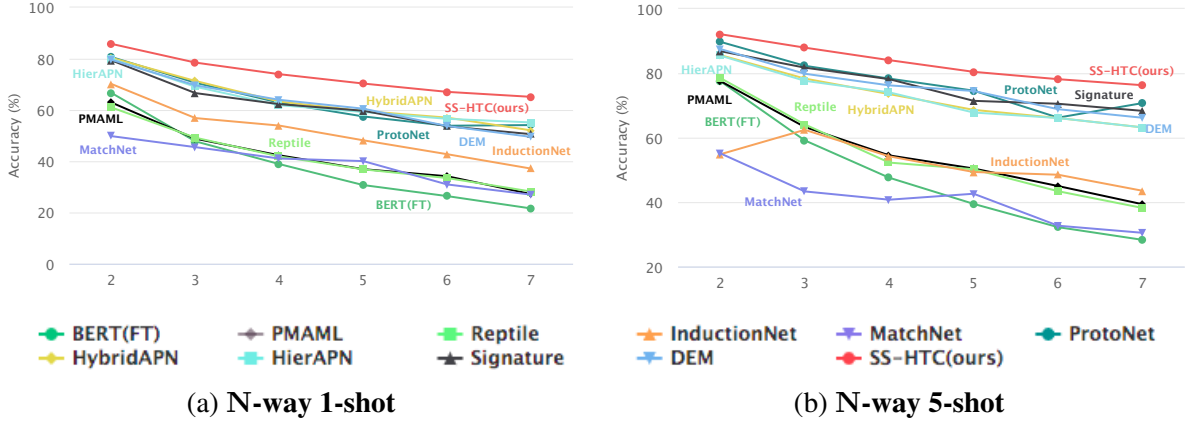 100
80
60
40
20
0
Accuracy (%)
2 3 4 5 6 7
HierAPN
PMAML
MatchNet
Reptile
HybridAPN
SS-HTC(ours)
ProtoNet
DEM
InductionNet
BERT(FT)
100
80
60
40
20
Accuracy (%)
2 3 4 5 6 7
HierAPN
PMAML
BERT(FT)
MatchNet
Reptile
HybridAPN
SS-HTC(ours)
ProtoNet
Signature
DEM
InductionNet
BERT(FT) PMAML Reptile InductionNet MatchNet ProtoNet
HybridAPN HierAPN Signature DEM SS-HTC(ours)
(a) N-way 1-shot
(b) N-way 5-shot